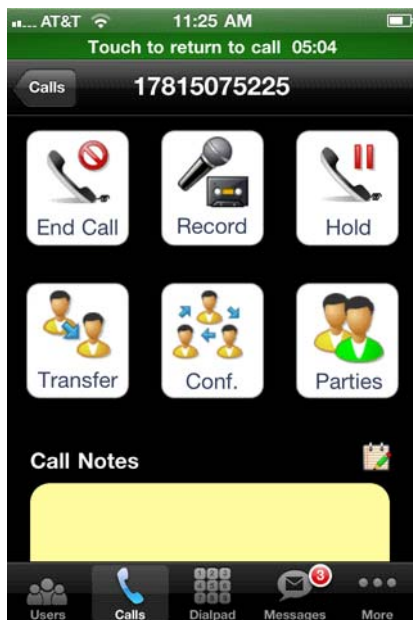 AT&T 11:25 AM
Touch to return to call 05:04
Calls 17815075225
End Call Record Hold
Transfer Conf. Parties
Call Notes
3
Users Calls Dialpad Messages More